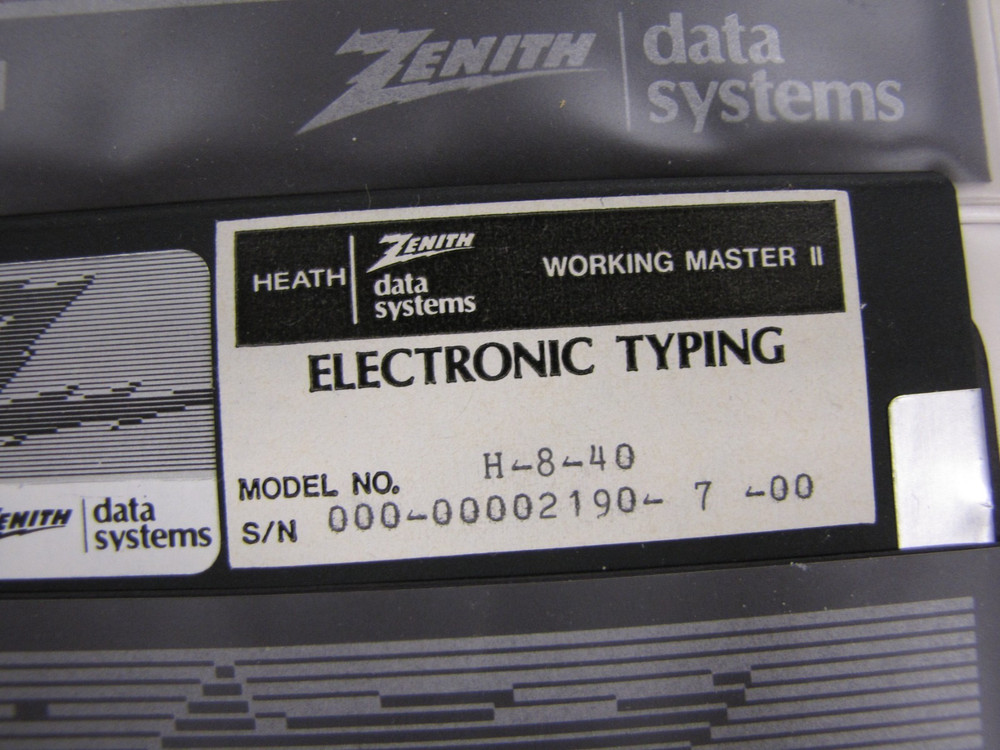 ZENITH data
systems
HEATH ZENITH
data
systems
WORKING MASTER II
ELECTRONIC TYPING
MODEL NO. H-8-40
S/N 000-00002190- 7 -00
data
systems